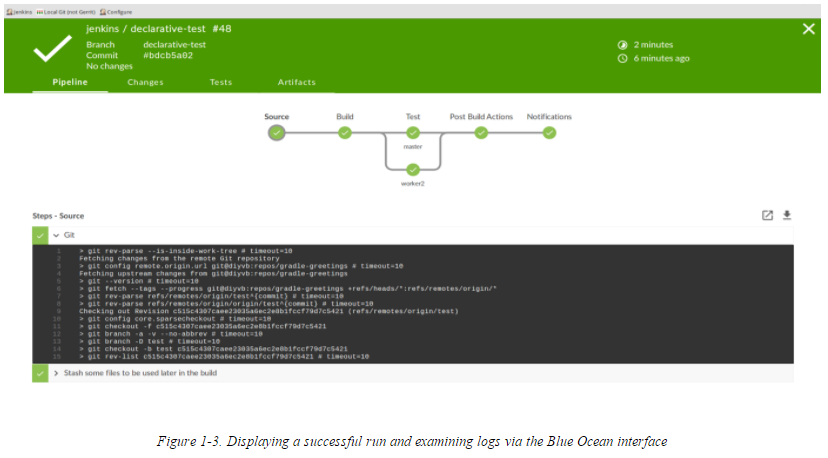 Jenkins Local Git (not Gerrit) Configure
jenkins / declarative-test #48
Branch declarative-test
Commit #bdcb5a02
No changes
2 minutes
6 minutes ago
Pipeline Changes Tests Artifacts
Source Build Test Post Build Actions Notifications
master
worker2
Steps - Source
Git
1 > git rev-parse --is-inside-work-tree # timeout=10
2 Fetching changes from the remote Git repository
3 > git config remote.origin.url git@diyvb:repos/gradle-greetings # timeout=10
4 Fetching upstream changes from git@diyvb:repos/gradle-greetings
5 > git --version # timeout=10
6 > git fetch --tags --progress git@diyvb:repos/gradle-greetings +refs/heads/*:refs/remotes/origin/*
7 > git rev-parse refs/remotes/origin/test^{commit} # timeout=10
8 > git rev-parse refs/remotes/origin/origin/test^{commit} # timeout=10
9 Checking out Revision c515c4307caee23035a6ec2e8b1fccf79d7c5421 (refs/remotes/origin/test)
10 > git config core.sparsecheckout # timeout=10
11 > git checkout -f c515c4307caee23035a6ec2e8b1fccf79d7c5421
12 > git branch -a -v --no-abbrev # timeout=10
13 > git branch -D test # timeout=10
14 > git checkout -b test c515c4307caee23035a6ec2e8b1fccf79d7c5421
15 > git rev-list c515c4307caee23035a6ec2e8b1fccf79d7c5421 # timeout=10
Stash some files to be used later in the build
Figure 1-3. Displaying a successful run and examining logs via the Blue Ocean interface